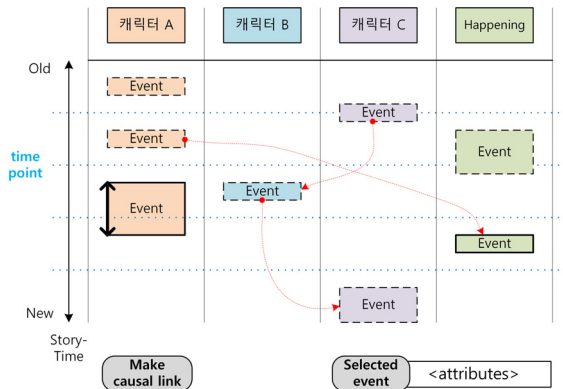 캐릭터 A
캐릭터 B
캐릭터 C
Happening
Old
Event
Event
Event
time
point
Event
Event
Event
Event
Event
New
Story-
Time
Make
causal link
Selected
event
<attributes>